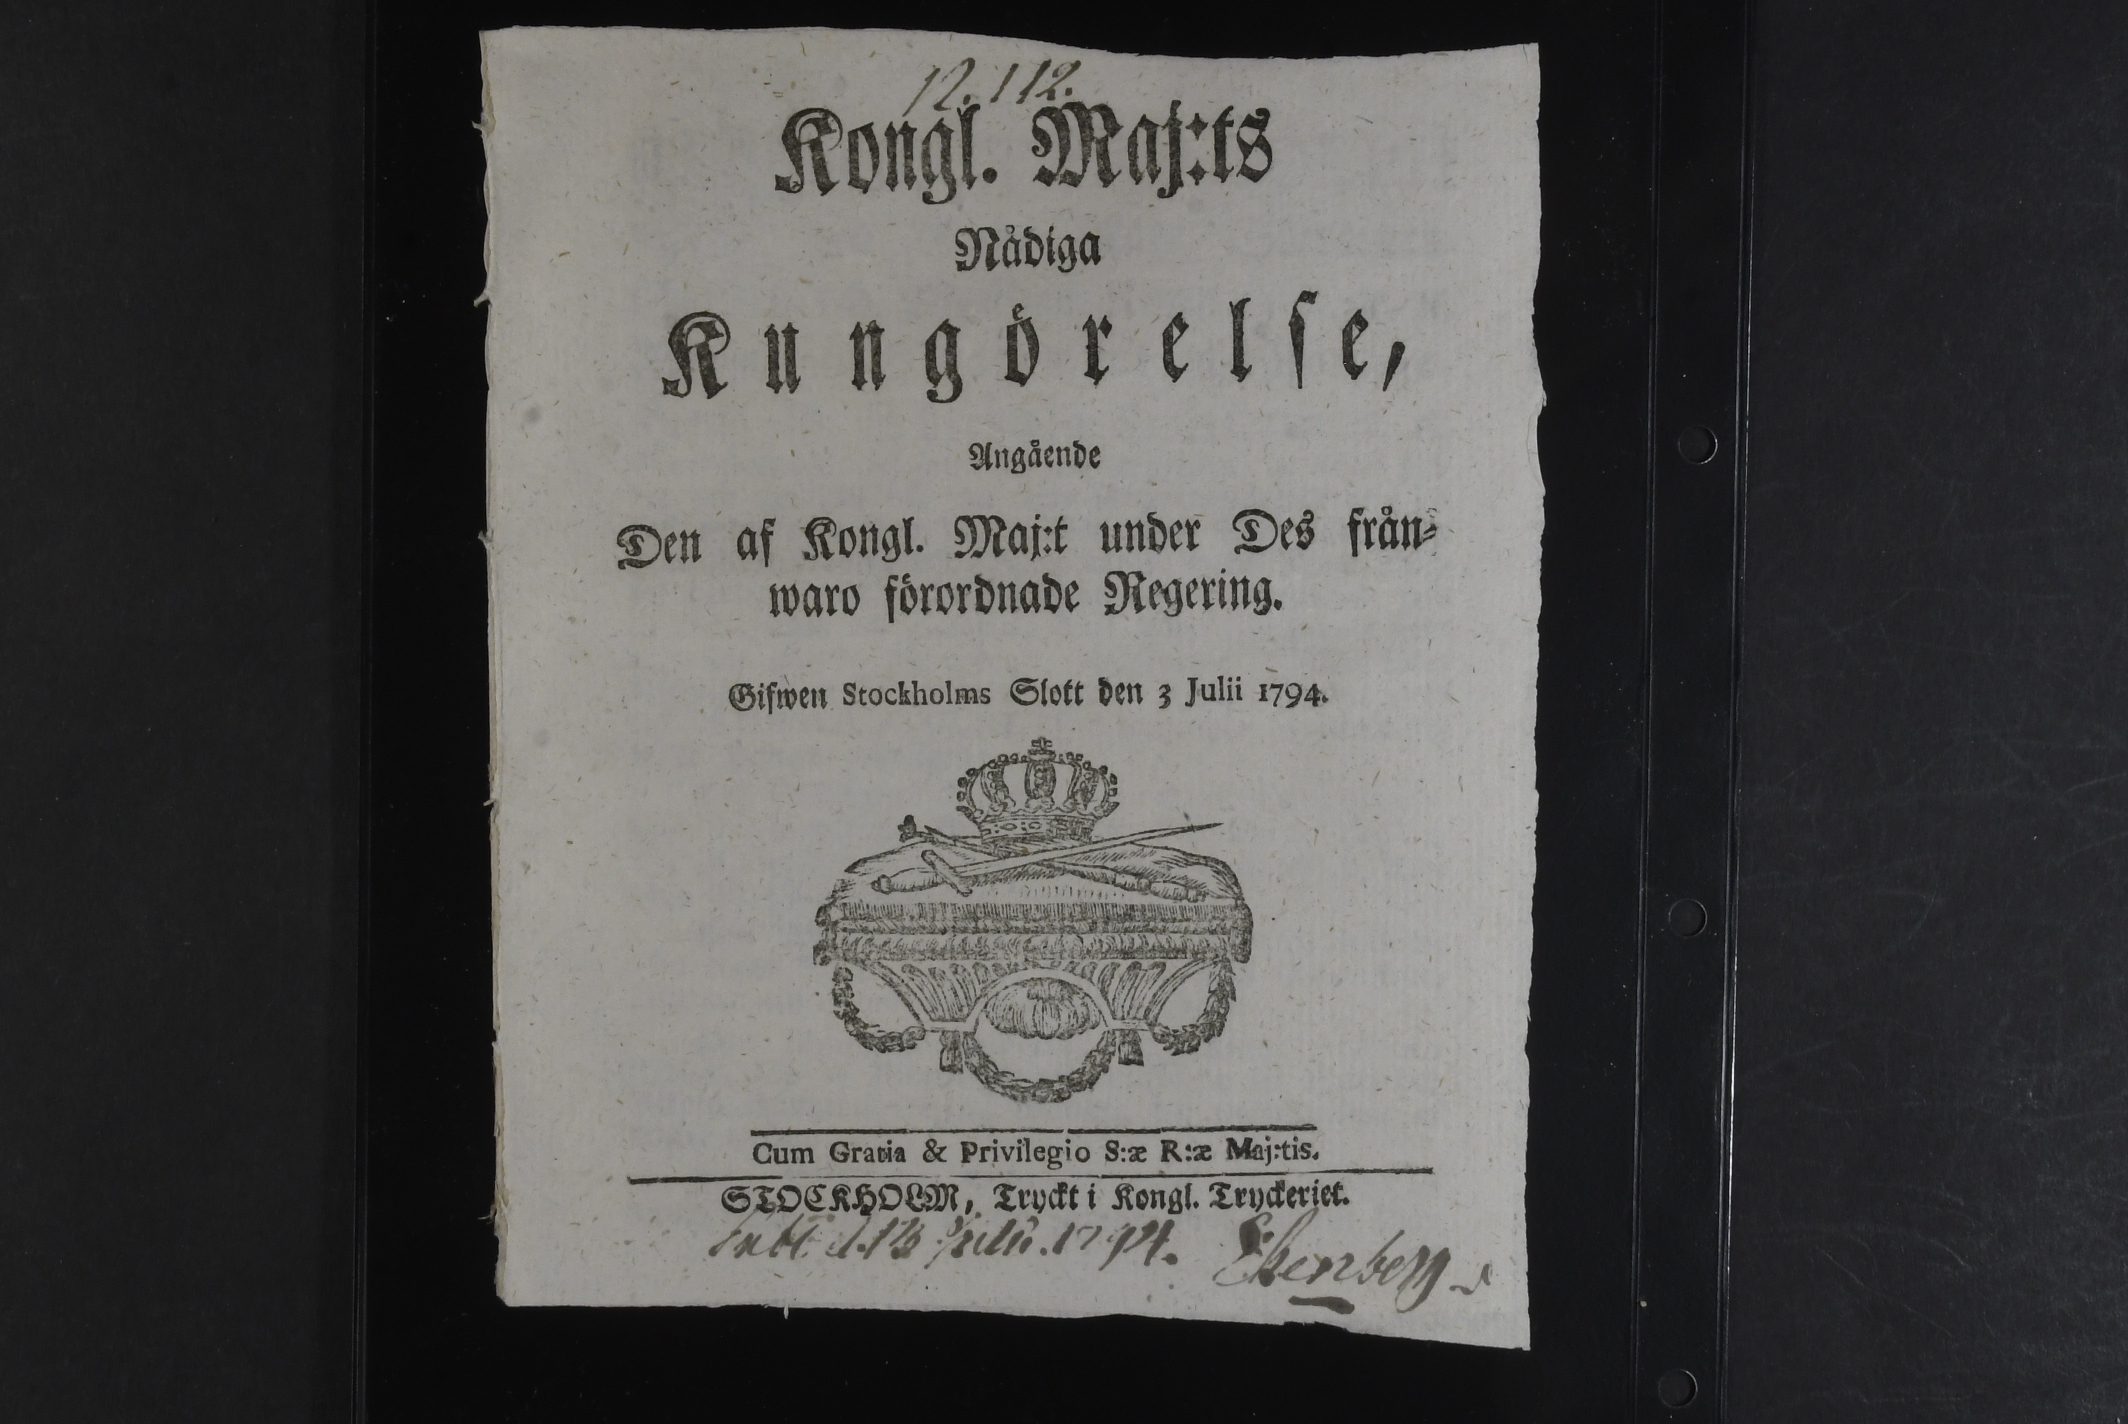 12. 112.
Kongl. Maj:ts
Nådiga
Kungörelse,
Angående
Den af Kongl. Maj:t under Des från-
waro förordnade Regering.
Gifwen Stockholms Slott den 3 Julii 1794.
Cum Gratia & Privilegio S:æ R:æ Maj:tis.
STOCKHOLM, Tryckt i Kongl. Tryckeriet.
d. 13 Julii. 1794.